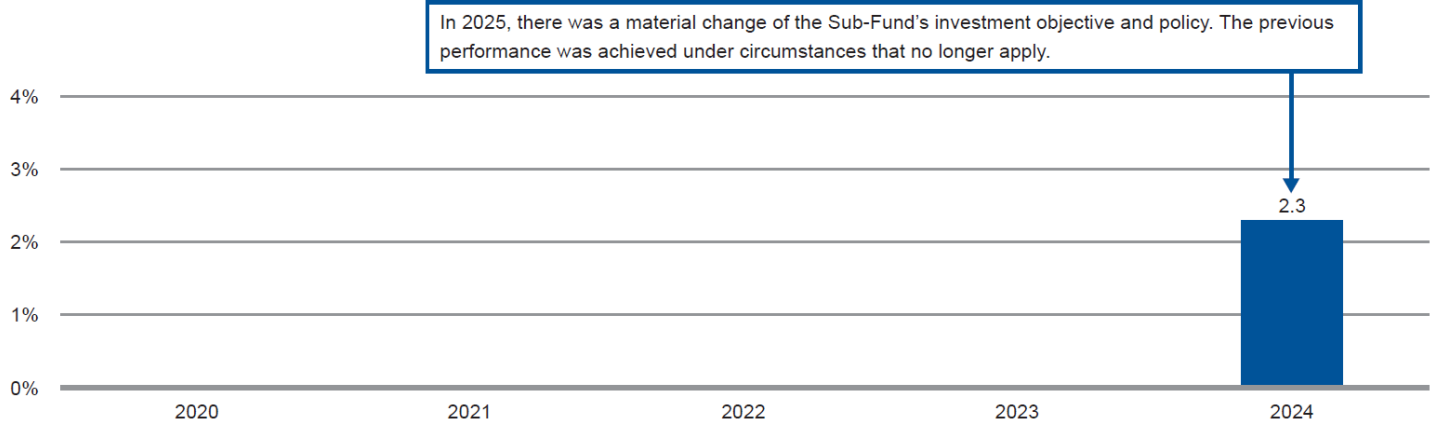 In 2025, there was a material change of the Sub-Fund's investment objective and policy. The previous
performance was achieved under circumstances that no longer apply.
4%
3%
2.3
2%
1%
0%
2020 2021 2022 2023 2024